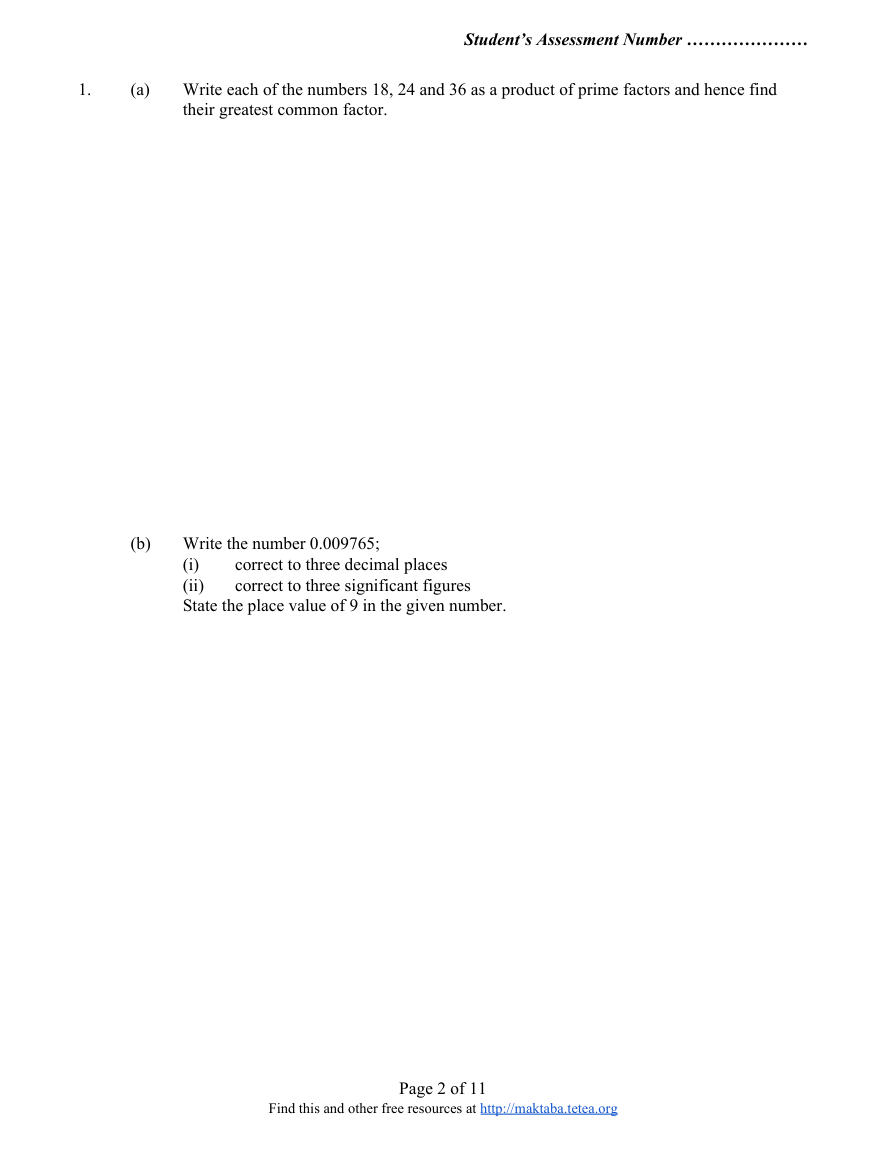 Student’s Assessment Number …………………
1. (a) Write each of the numbers 18, 24 and 36 as a product of prime factors and hence find
their greatest common factor.
(b) Write the number 0.009765;
(i) correct to three decimal places
(ii) correct to three significant figures
State the place value of 9 in the given number.
Page 2 of 11
Find this and other free resources at http://maktaba.tetea.org